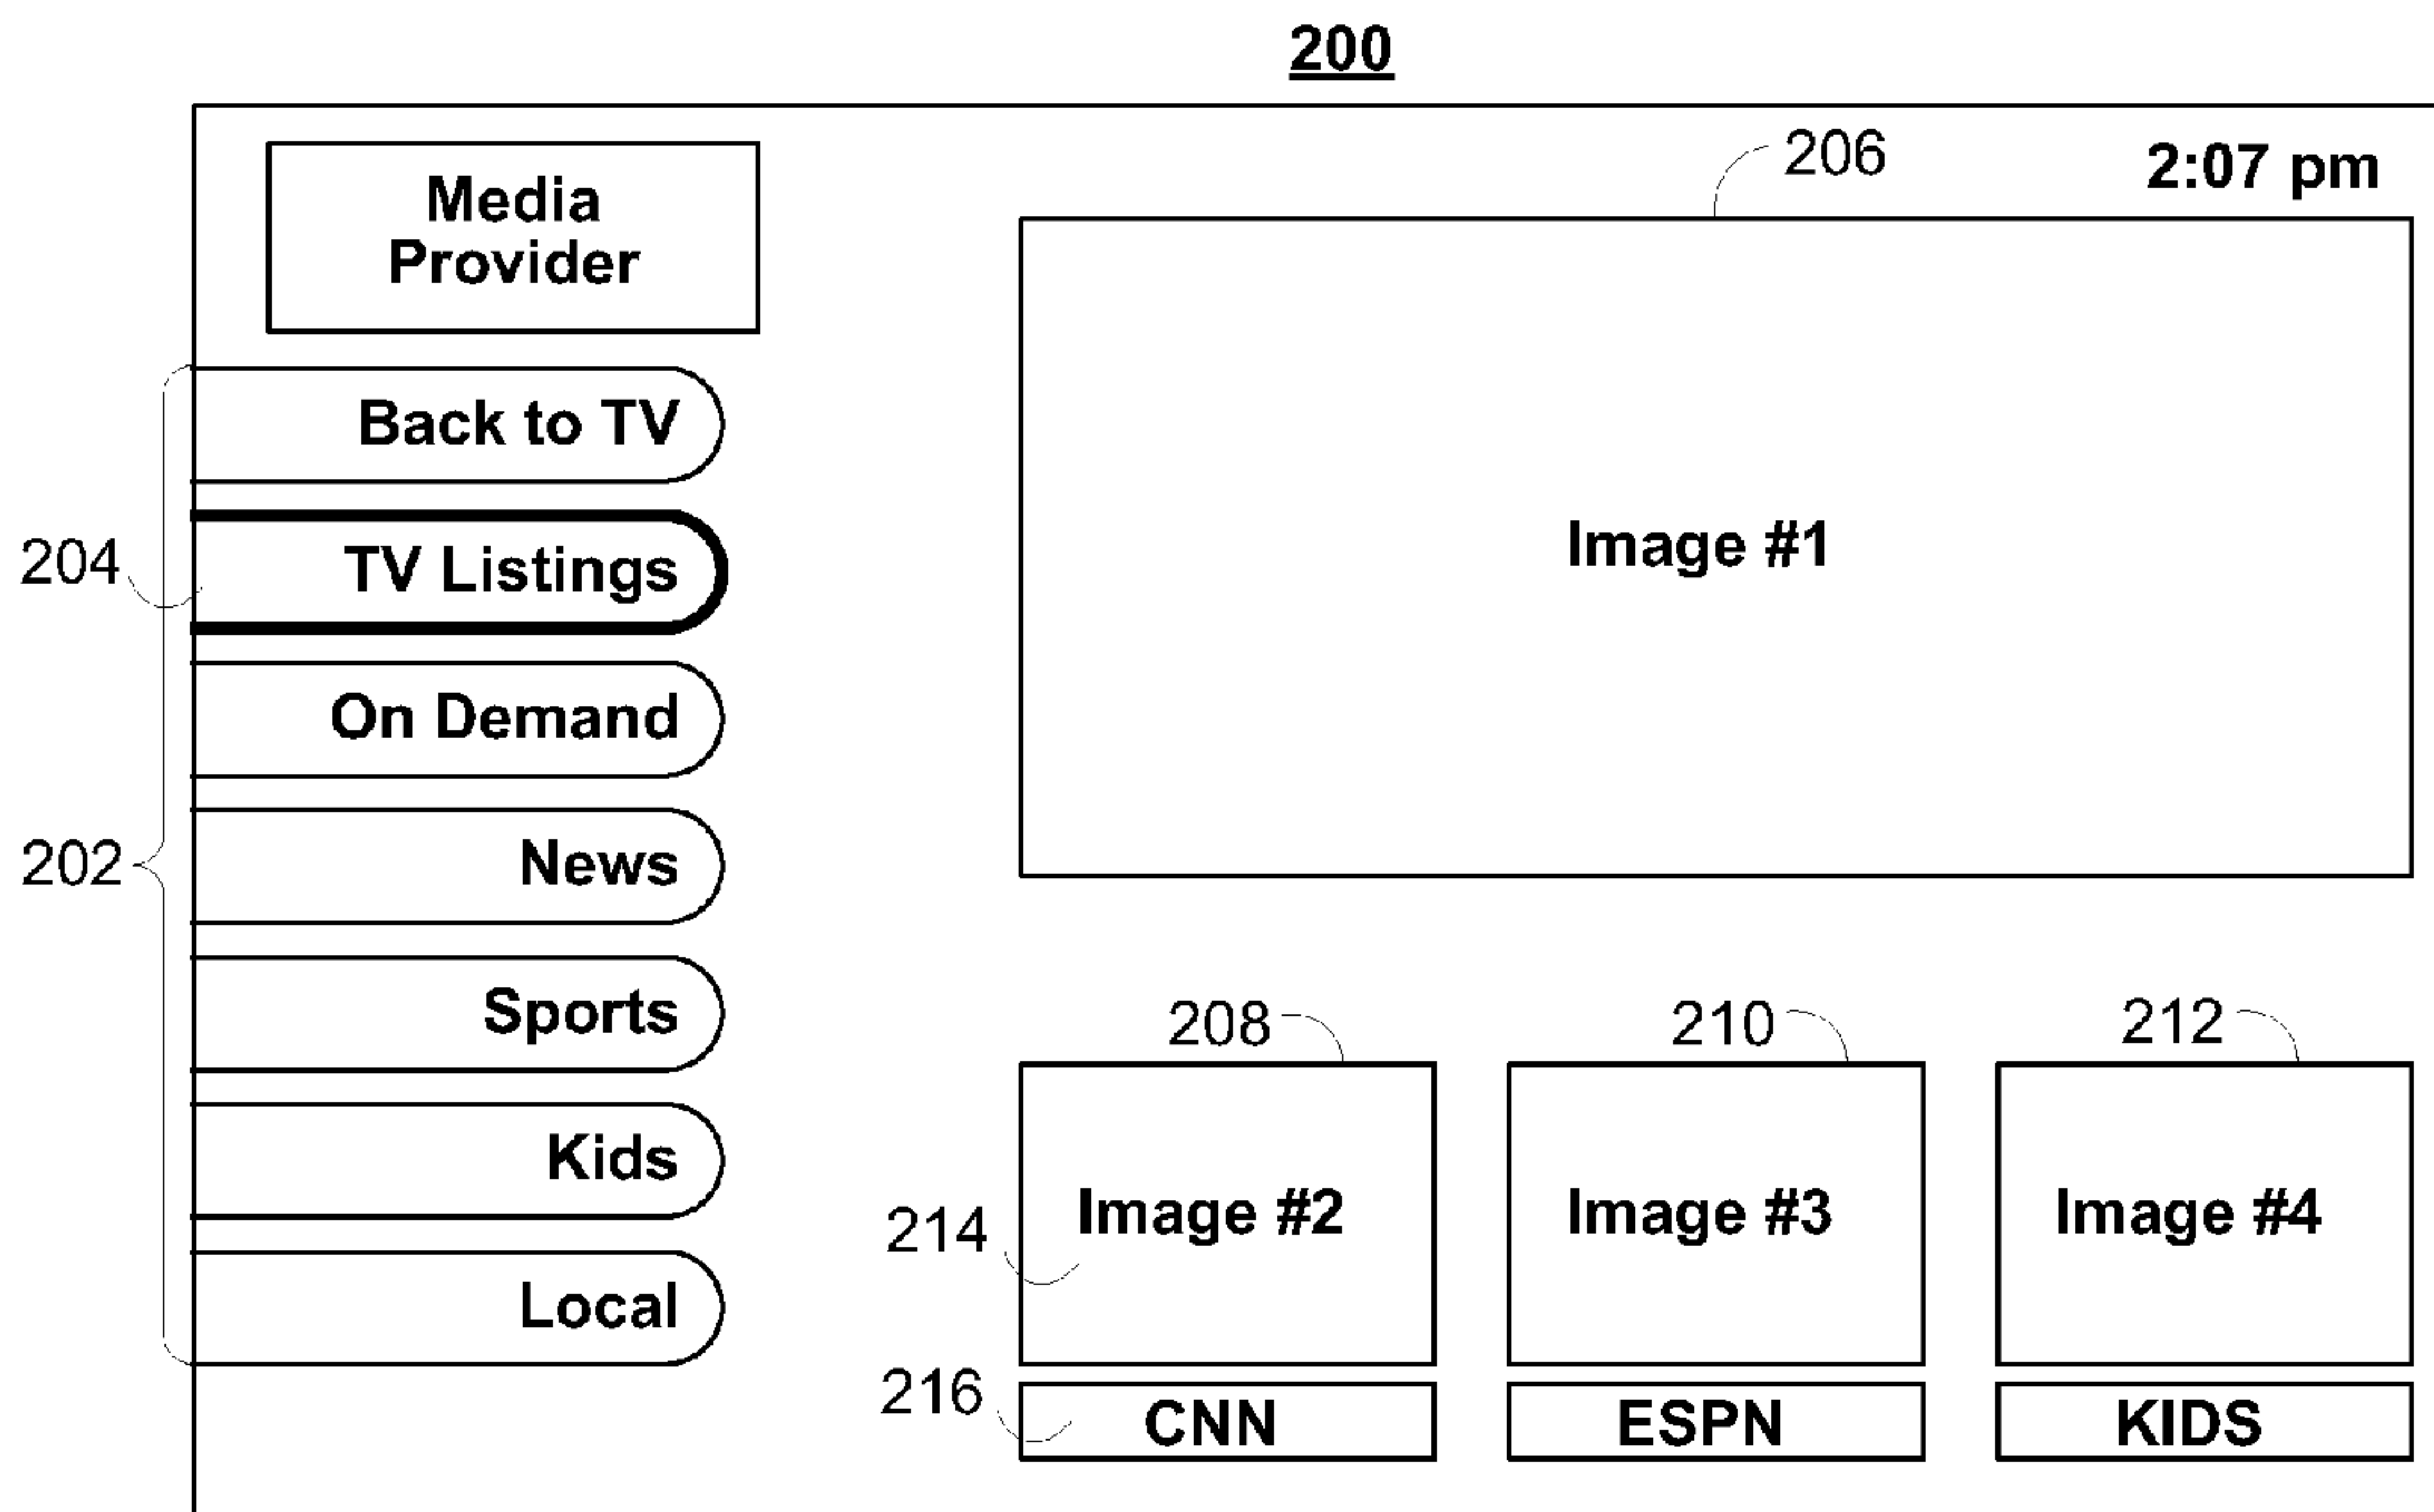 200
206
2:07 pm
Media
Provider
Back to TV
204
TV Listings
Image #1
On Demand
202
News
Sports
208
210
212
Kids
214
Image #2
Image #3
Image #4
Local
216
CNN
ESPN
KIDS